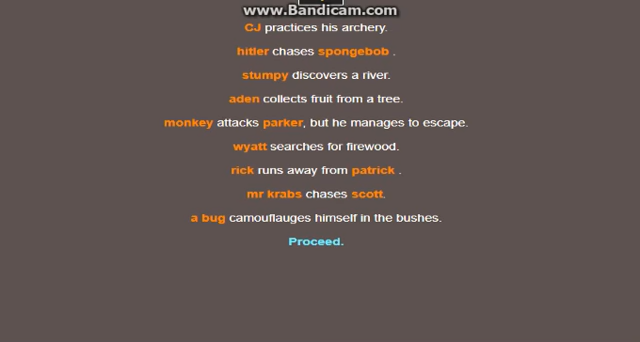 www.Bandicam.com
CJ practices his archery.
hitler chases spongebob .
stumpy discovers a river.
aden collects fruit from a tree.
monkey attacks parker, but he manages to escape.
wyatt searches for firewood.
rick runs away from patrick .
mr krabs chases scott.
a bug camouflauges himself in the bushes.
Proceed.